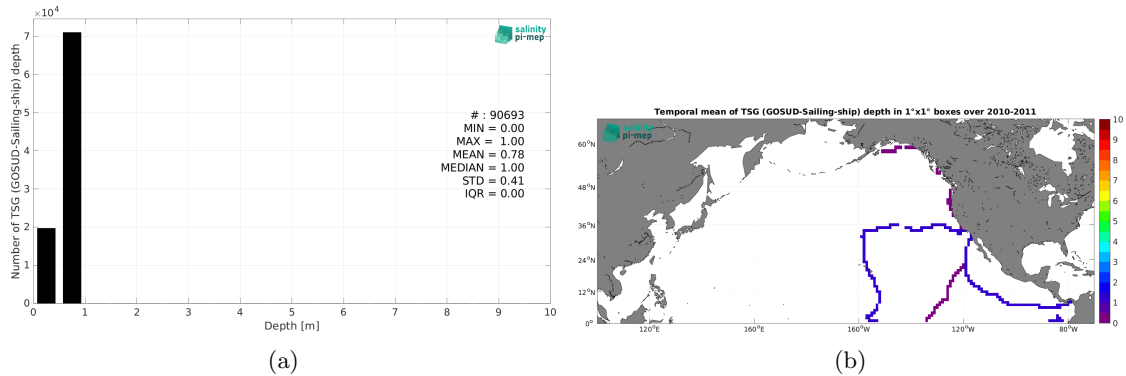 ×10⁴
7
6
5
4
3
2
1
0
Number of TSG (GOSUD-Sailing-ship) depth
salinity
pi-mep
# : 90693
MIN = 0.00
MAX = 1.00
MEAN = 0.78
MEDIAN = 1.00
STD = 0.41
IQR = 0.00
0 1 2 3 4 5 6 7 8 9 10
Depth [m]
(a)
Temporal mean of TSG (GOSUD-Sailing-ship) depth in 1°x1° boxes over 2010-2011
salinity
pi-mep
60°N
48°N
36°N
24°N
12°N
0°
120°E 160°E 160°W 120°W 80°W
10
9
8
7
6
5
4
3
2
1
0
(b)